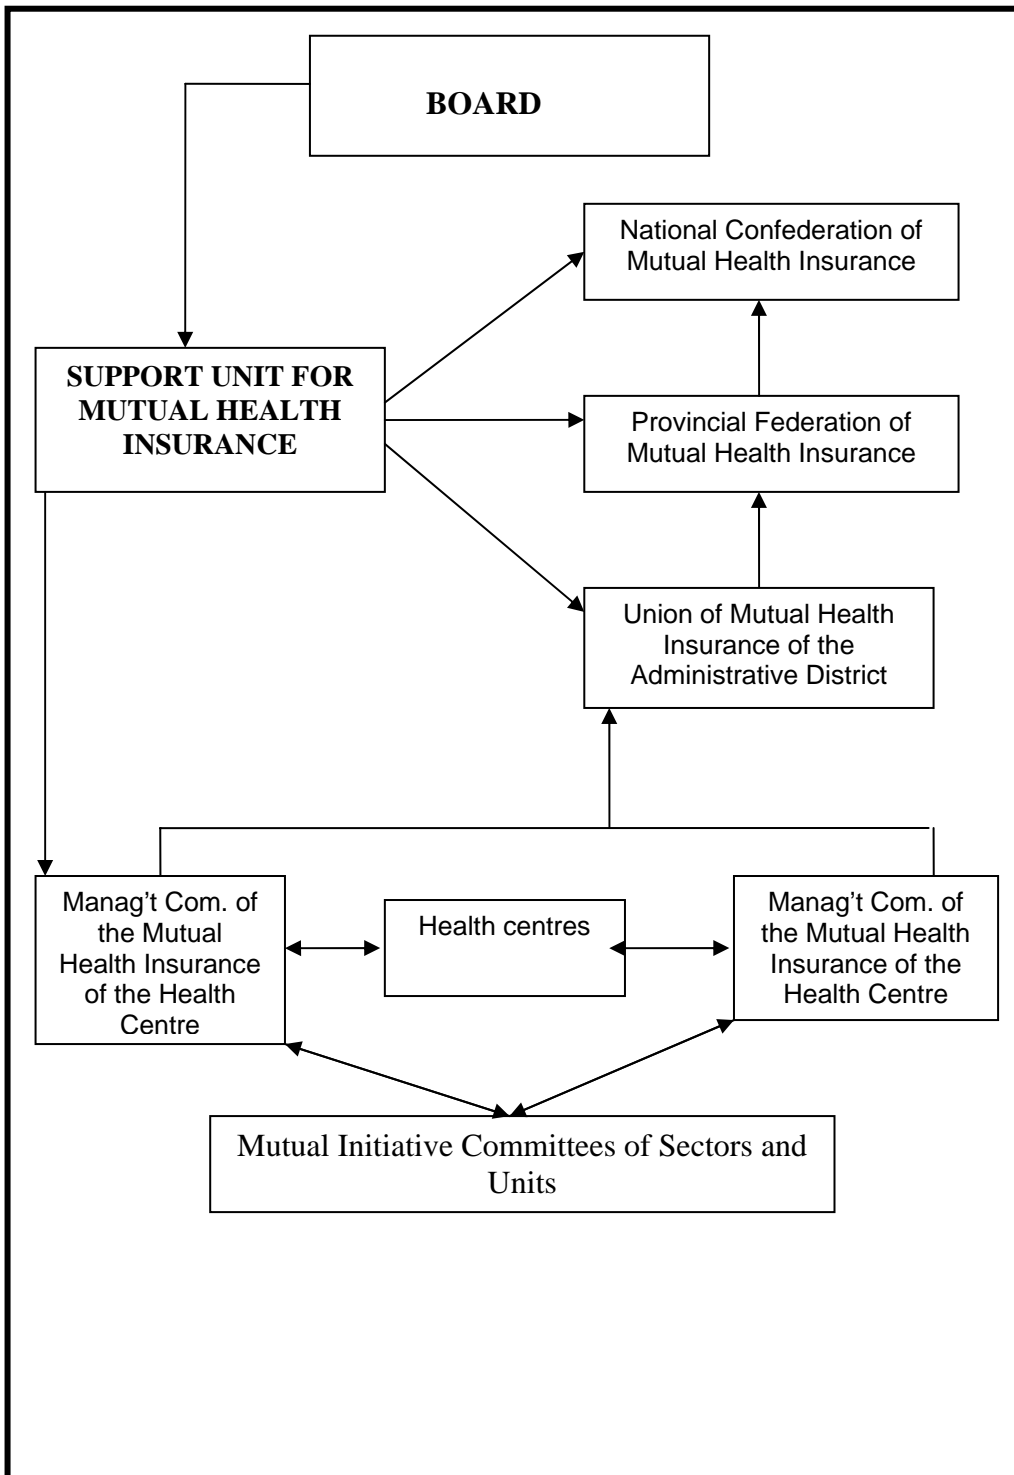 BOARD
National Confederation of
Mutual Health Insurance
SUPPORT UNIT FOR
MUTUAL HEALTH
INSURANCE
Provincial Federation of
Mutual Health Insurance
Union of Mutual Health
Insurance of the
Administrative District
Manag't Com. of
the Mutual
Health Insurance
of the Health
Centre
Health centres
Manag't Com. of
the Mutual Health
Insurance of the
Health Centre
Mutual Initiative Committees of Sectors and
Units